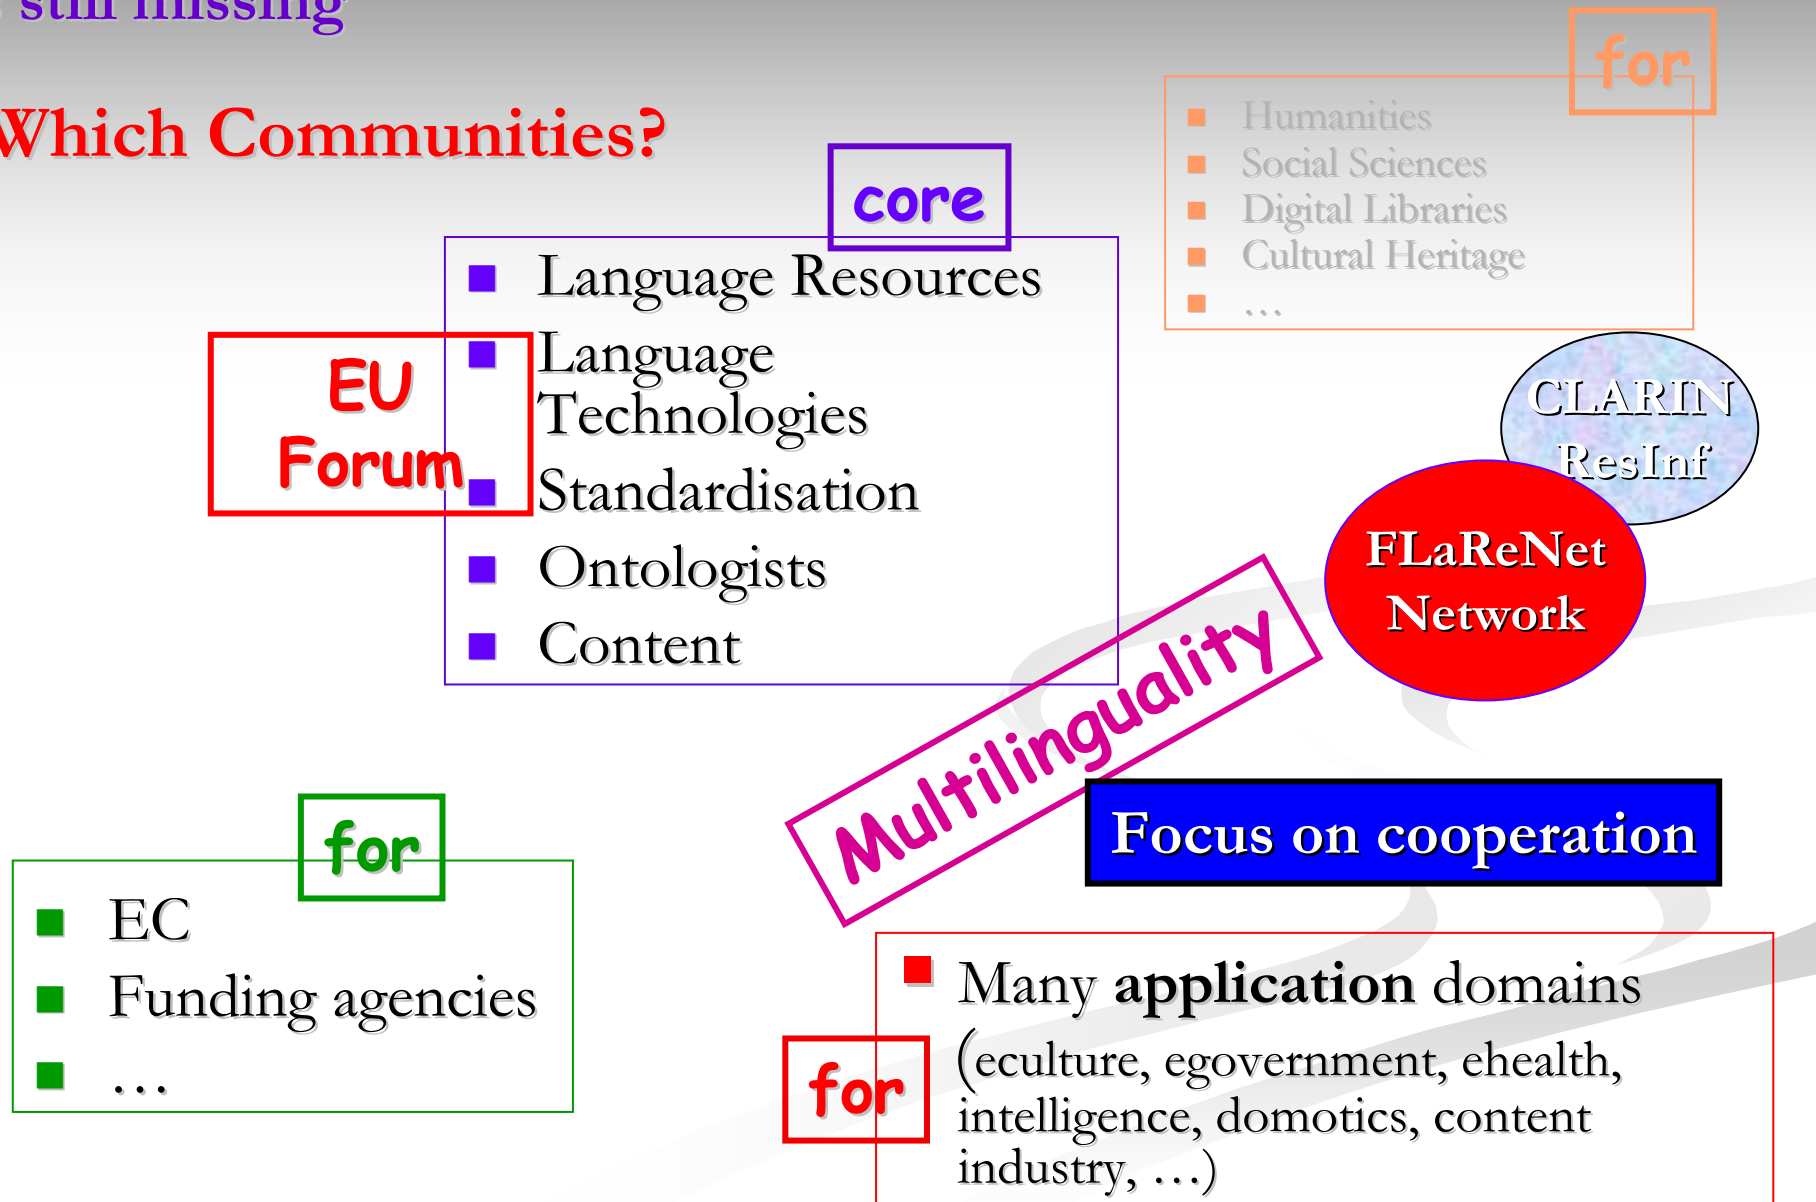 still missing
Which Communities?
for
Humanities
Social Sciences
Digital Libraries
Cultural Heritage
…
core
Language Resources
Language
Technologies
Standardisation
Ontologists
Content
EU
Forum
CLARIN
ResInf
FLaReNet
Network
Multilinguality
Focus on cooperation
for
EC
Funding agencies
…
for
Many application domains
(eculture, egovernment, ehealth,
intelligence, domotics, content
industry, …)